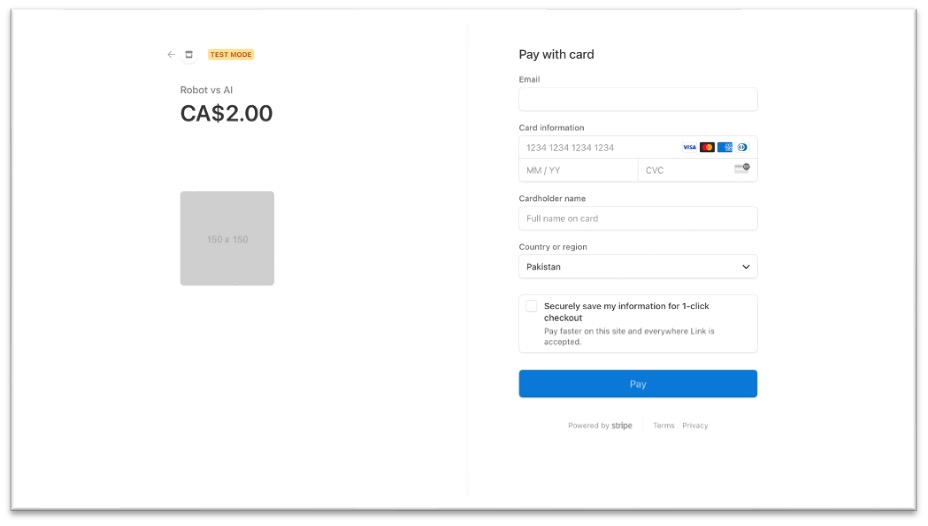 TEST MODE
Robot vs AI
CA$2.00
150 x 150
Pay with card
Email
Card information
1234 1234 1234 1234 VISA
MM / YY CVC
Cardholder name
Full name on card
Country or region
Pakistan
Securely save my information for 1-click
checkout
Pay faster on this site and everywhere Link is
accepted.
Pay
Powered by stripe Terms Privacy